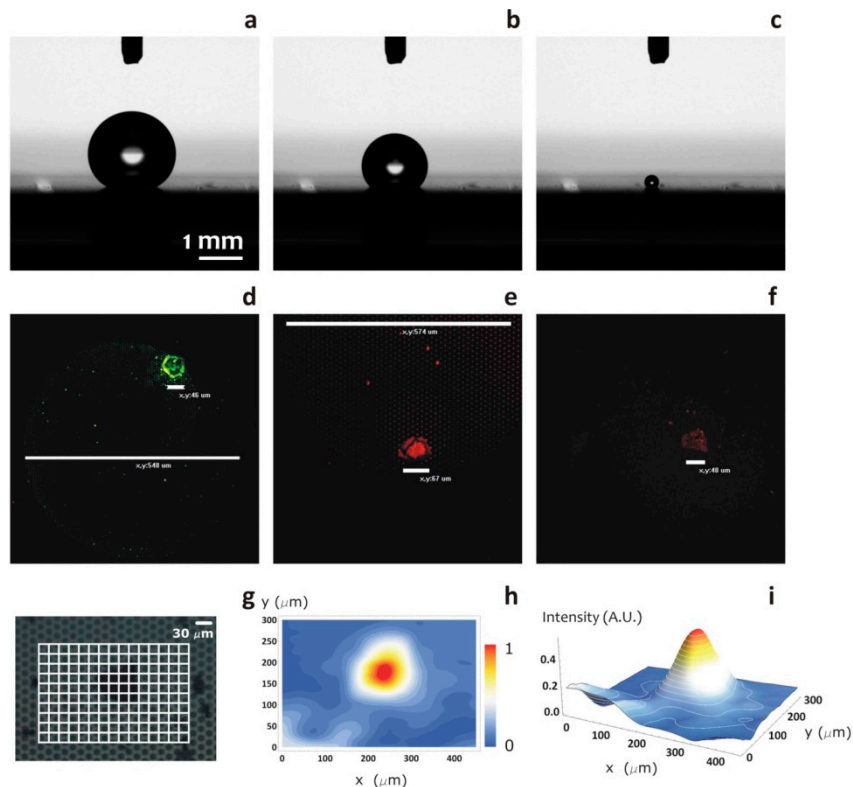 a
b
c
1 mm
d
e
f
x,y:574 um
x,y:46 um
x,y:548 um
x,y:67 um
x,y:48 um
g
h
i
30 μm
y (μm)
300
250
200
150
100
50
0
0
100
200
300
400
x (μm)
1
0
Intensity (A.U.)
0.4
0.2
0.0
0
100
200
300
400
x (μm)
0
100
200
300
y (μm)